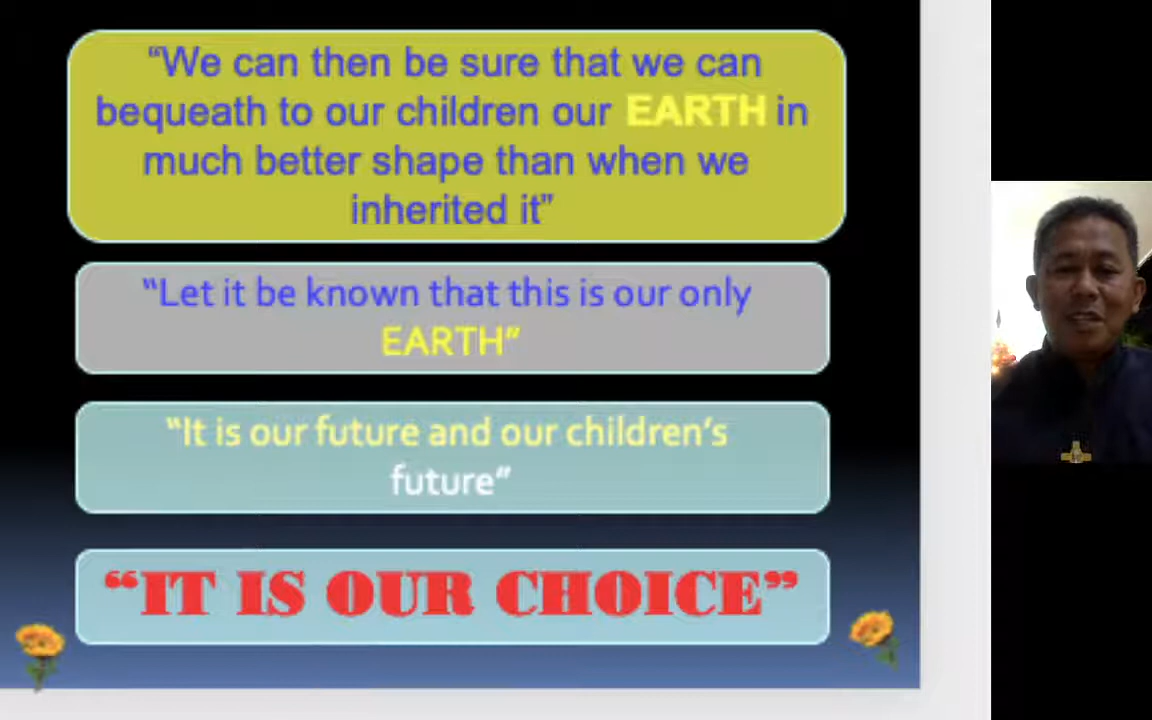 “We can then be sure that we can
bequeath to our children our EARTH in
much better shape than when we
inherited it”
“Let it be known that this is our only
EARTH”
“It is our future and our children’s
future”
“IT IS OUR CHOICE”